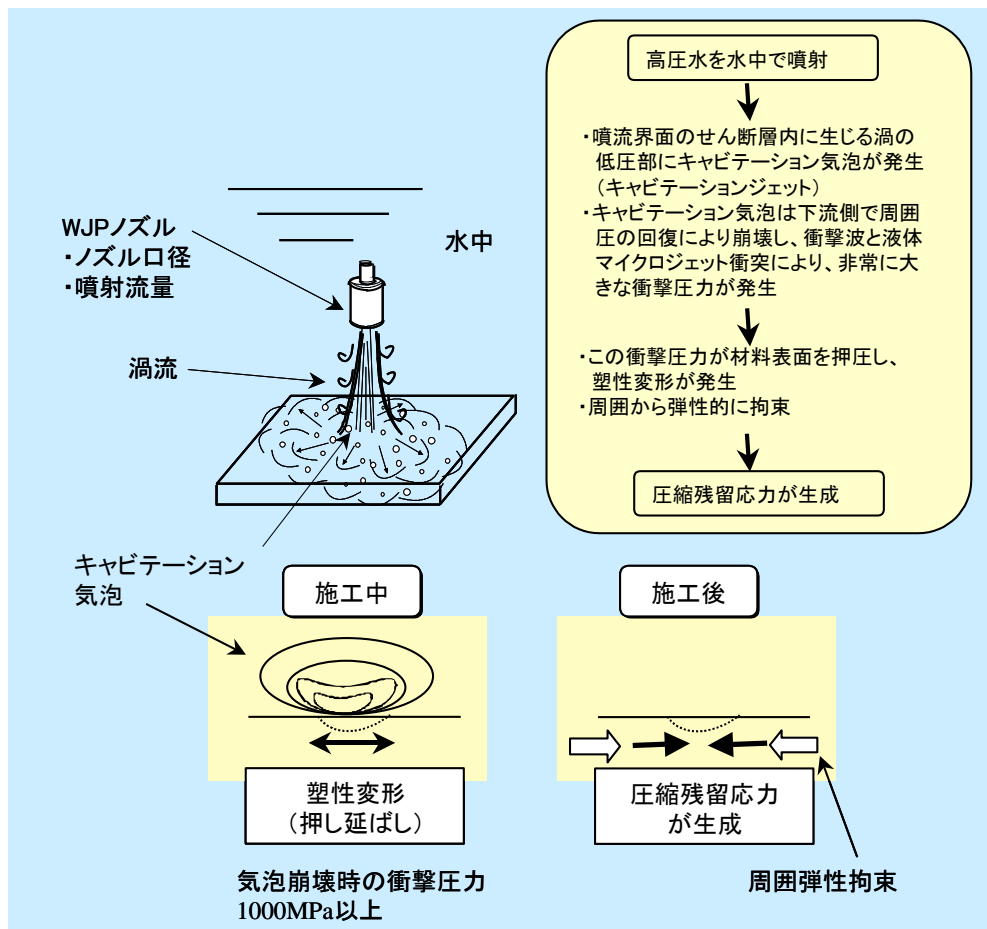 WJPノズル
・ノズル口径
・噴射流量
水中
渦流
キャビテーション
気泡
高圧水を水中で噴射
・噴流界面のせん断層内に生じる渦の
低圧部にキャビテーション気泡が発生
（キャビテーションジェット）
・キャビテーション気泡は下流側で周囲
圧の回復により崩壊し、衝撃波と液体
マイクロジェット衝突により、非常に大
きな衝撃圧力が発生
・この衝撃圧力が材料表面を押圧し、
塑性変形が発生
・周囲から弾性的に拘束
圧縮残留応力が生成
施工中
塑性変形
（押し延ばし）
気泡崩壊時の衝撃圧力
1000MPa以上
施工後
圧縮残留応力
が生成
周囲弾性拘束